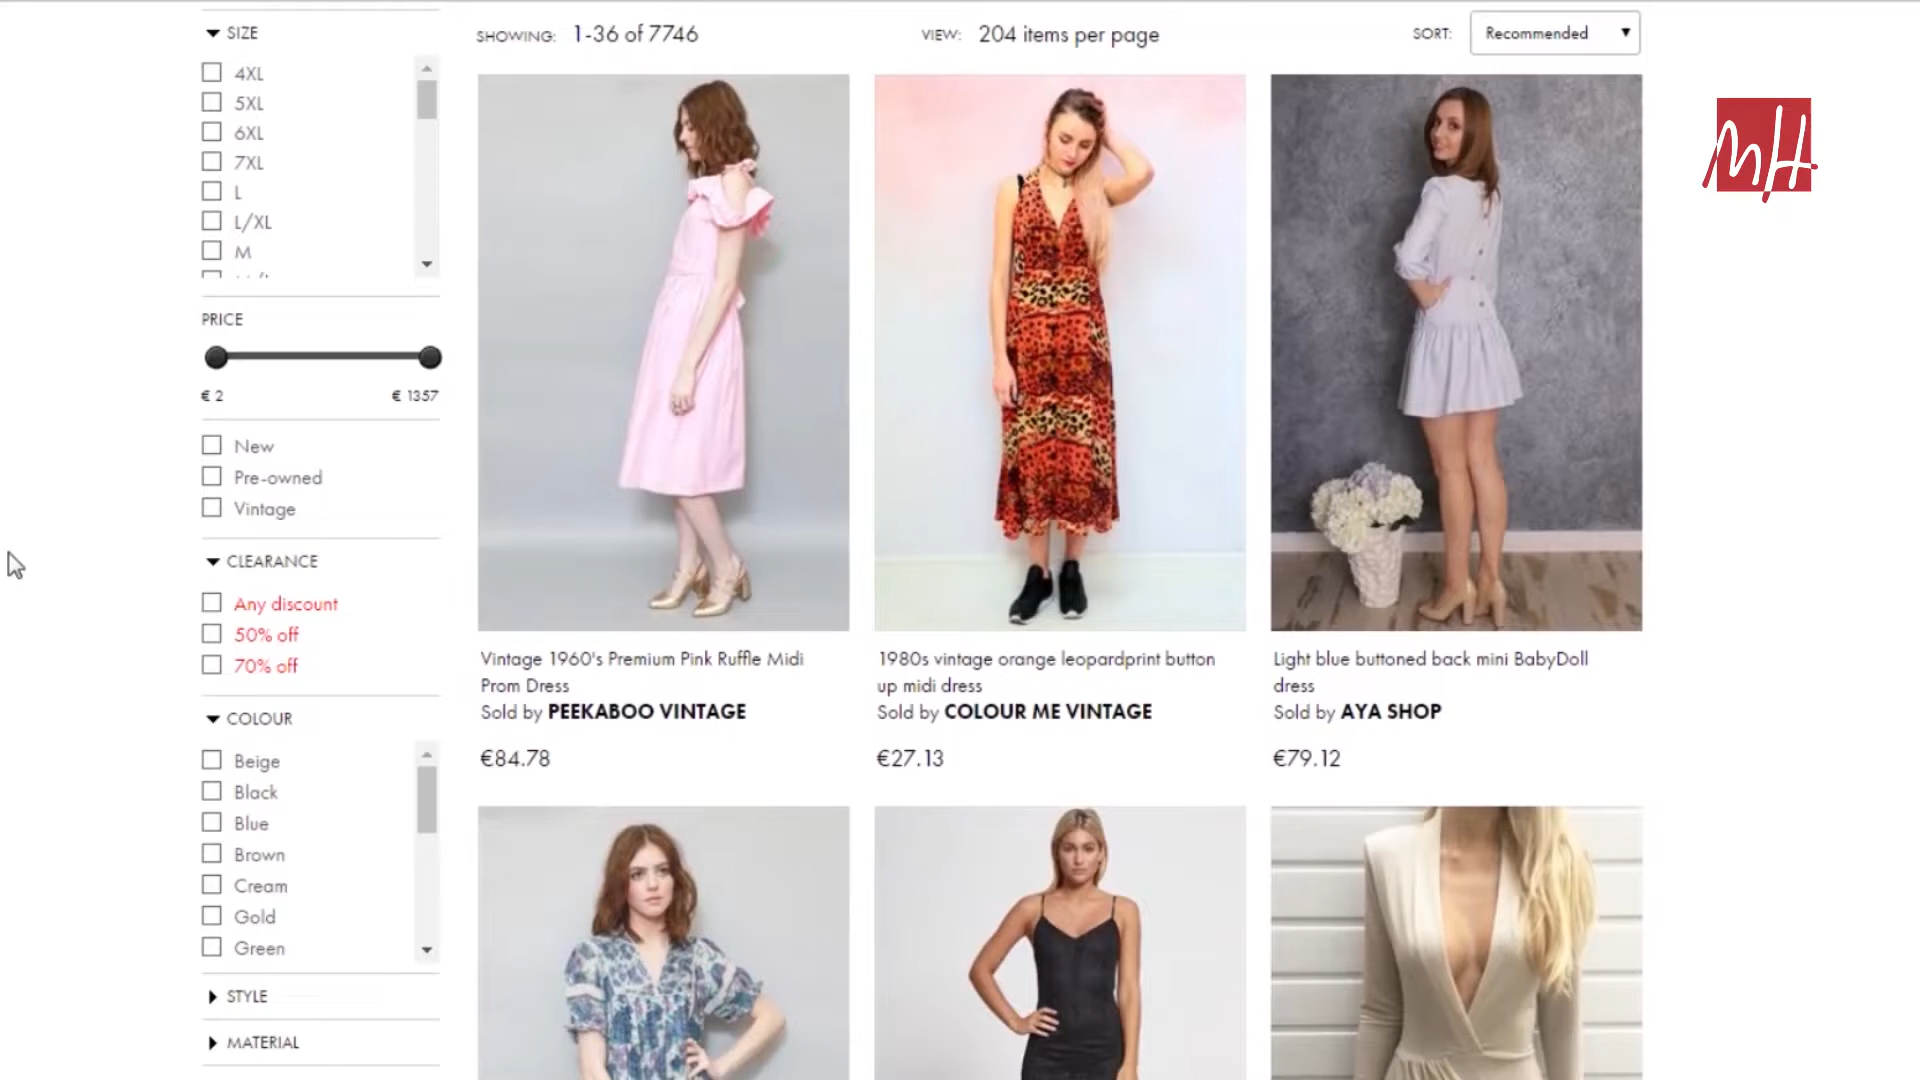 SIZE
4XL
5XL
6XL
7XL
L
L/XL
M
PRICE
€ 2
€ 1357
New
Pre-owned
Vintage
CLEARANCE
Any discount
50% off
70% off
COLOUR
Beige
Black
Blue
Brown
Cream
Gold
Green
STYLE
MATERIAL
SHOWING: 1-36 of 7746
VIEW: 204 items per page
SORT: Recommended
MH
Vintage 1960's Premium Pink Ruffle Midi
Prom Dress
Sold by PEEKABOO VINTAGE
€84.78
1980s vintage orange leopardprint button
up midi dress
Sold by COLOUR ME VINTAGE
€27.13
Light blue buttoned back mini BabyDoll
dress
Sold by AYA SHOP
€79.12